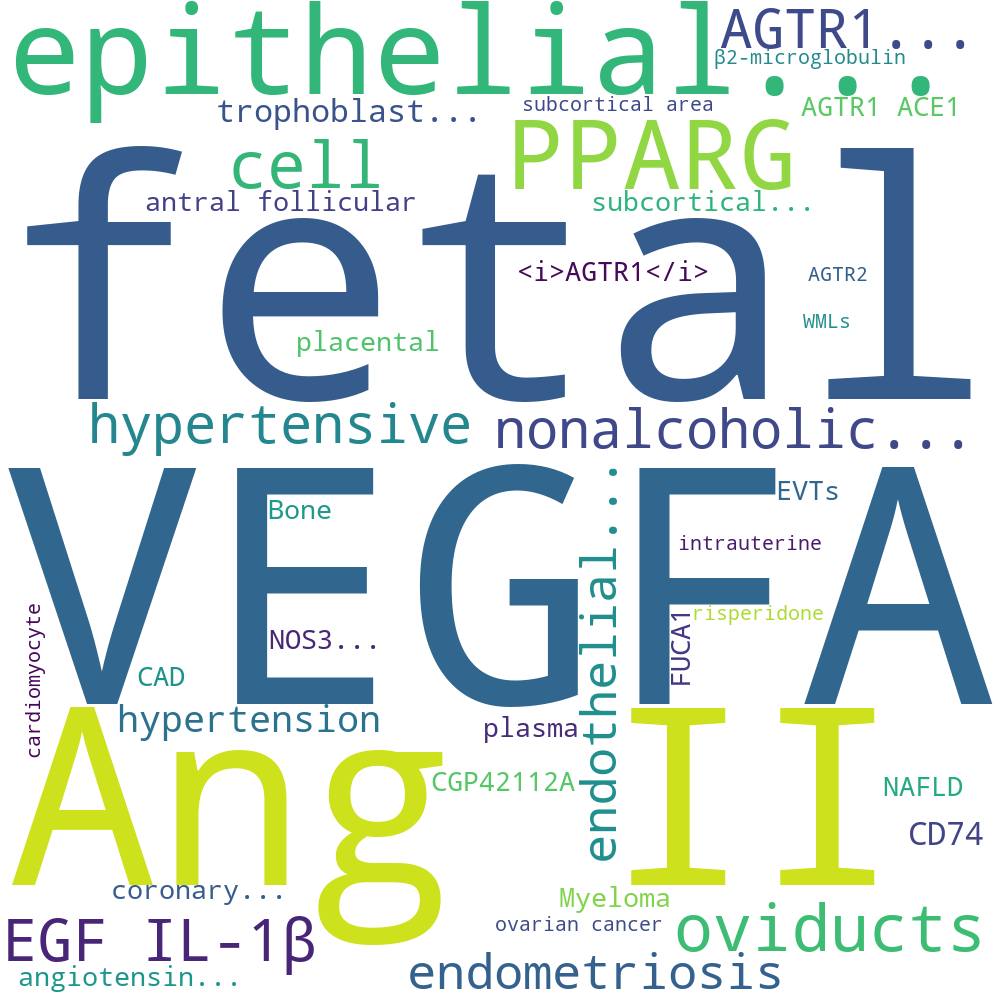 epithelial...
AGTR1...
β2-microglobulin
trophoblast...
subcortical area
AGTR1 ACE1
cell
PPARG
antral follicular
subcortical...
fetal
<i>AGTR1</i>
AGTR2
WMLs
placental
hypertensive
nonalcoholic...
VEGFA
Bone
endothelial...
EVTs
intrauterine
risperidone
FUCA1
cardiomyocyte
NOS3...
CAD
hypertension
plasma
Ang II
CGP42112A
NAFLD
CD74
coronary...
Myeloma
EGF IL-1β
ovarian cancer
oviducts
angiotensin...
endometriosis